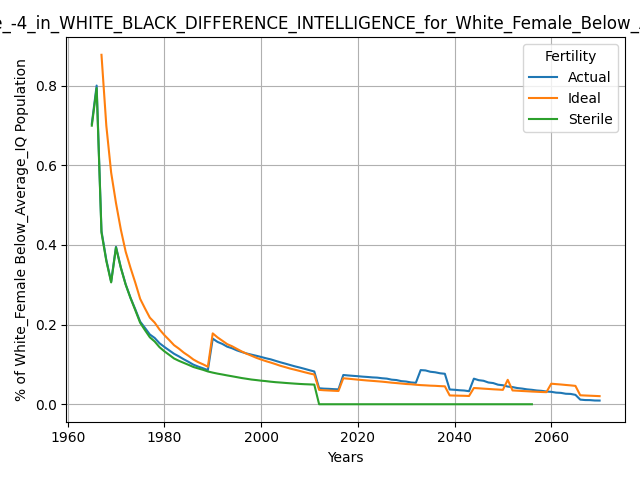 _-4_in_WHITE_BLACK_DIFFERENCE_INTELLIGENCE_for_White_Female_Below_
Fertility
Actual
Ideal
Sterile
% of White_Female Below_Average_IQ Population
0.8
0.6
0.4
0.2
0.0
1960 1980 2000 2020 2040 2060
Years